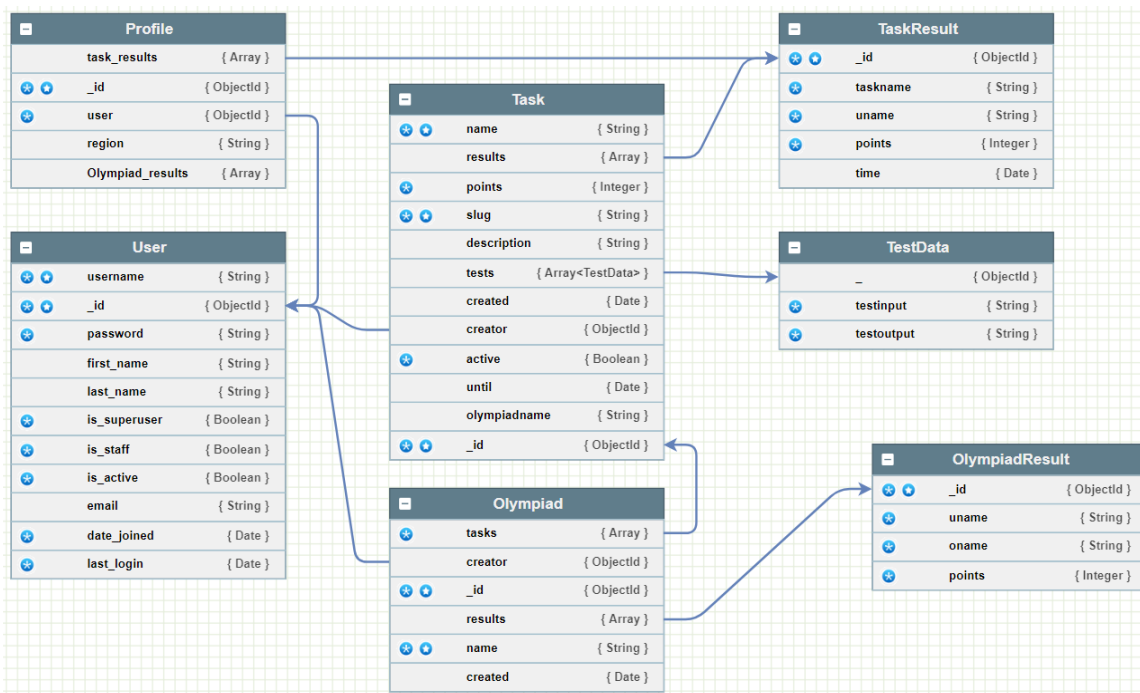 Profile
task_results { Array }
_id { ObjectId }
user { ObjectId }
region { String }
Olympiad_results { Array }
User
username { String }
_id { ObjectId }
password { String }
first_name { String }
last_name { String }
is_superuser { Boolean }
is_staff { Boolean }
is_active { Boolean }
email { String }
date_joined { Date }
last_login { Date }
Task
name { String }
results { Array }
points { Integer }
slug { String }
description { String }
tests { Array<TestData> }
created { Date }
creator { ObjectId }
active { Boolean }
until { Date }
olympiadname { String }
_id { ObjectId }
Olympiad
tasks { Array }
creator { ObjectId }
_id { ObjectId }
results { Array }
name { String }
created { Date }
TaskResult
_id { ObjectId }
taskname { String }
uname { String }
points { Integer }
time { Date }
TestData
_ { ObjectId }
testinput { String }
testoutput { String }
OlympiadResult
_id { ObjectId }
uname { String }
oname { String }
points { Integer }